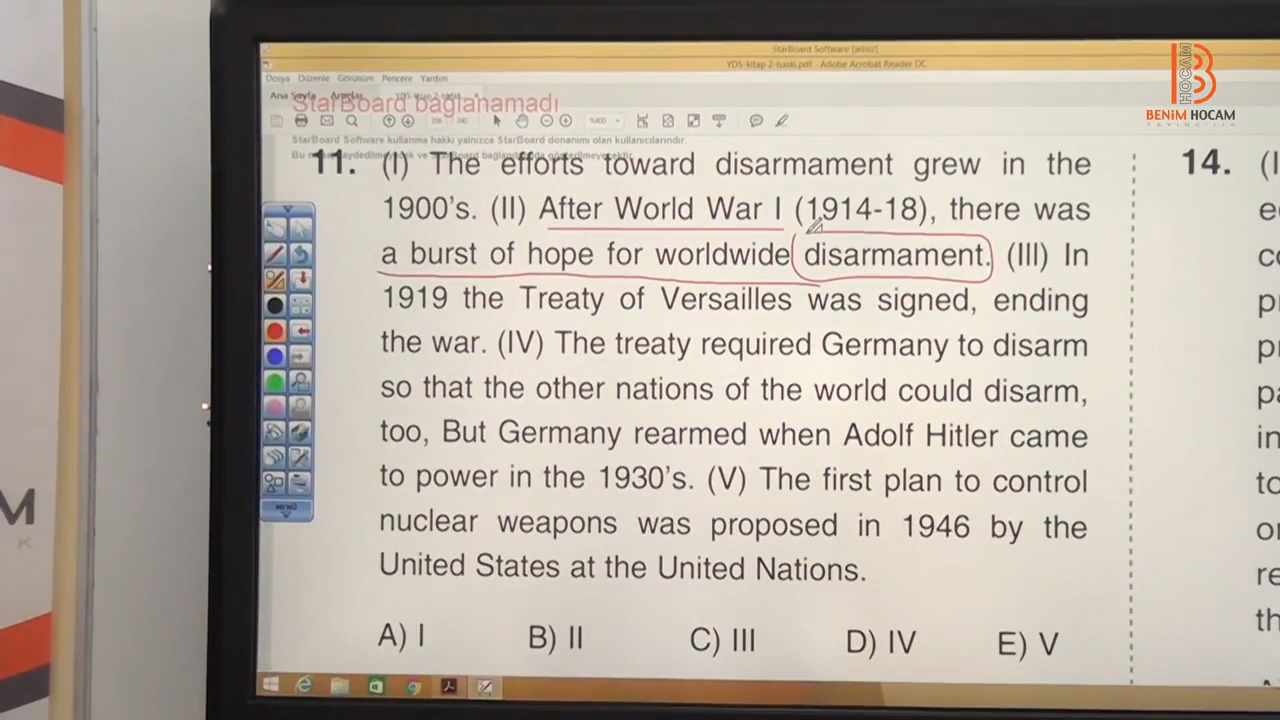 StarBoard Software [adsız]
YDS-kitap 2-baski.pdf - Adobe Acrobat Reader DC
Dosya Düzenle Görünüm Pencere Yardım
Ana Sayfa Araçlar
StarBoard bağlanamadı
StarBoard Software kullanma hakkı yalnızca StarBoard donanımı olan kullanıcılarındır.
BENİM HOCAM
YAYINCILIK
HOCAM
11. (I) The efforts toward disarmament grew in the
1900's. (II) After World War I (1914-18), there was
a burst of hope for worldwide disarmament. (III) In
1919 the Treaty of Versailles was signed, ending
the war. (IV) The treaty required Germany to disarm
so that the other nations of the world could disarm,
too, But Germany rearmed when Adolf Hitler came
to power in the 1930's. (V) The first plan to control
nuclear weapons was proposed in 1946 by the
United States at the United Nations.
A) I B) II C) III D) IV E) V
14. (I
MENÜ
M
K